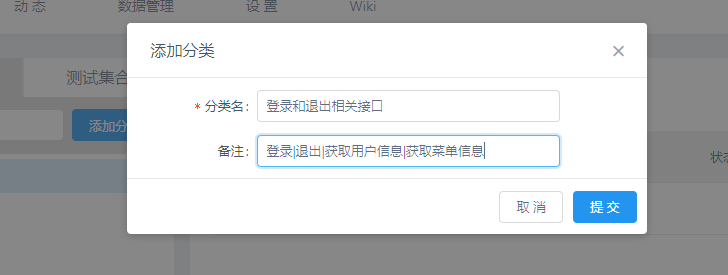 动态 数据管理 设置 Wiki
添加分类
测试集合
* 分类名: 登录和退出相关接口
添加分
备注: 登录|退出|获取用户信息|获取菜单信息
状态
取 消 提 交